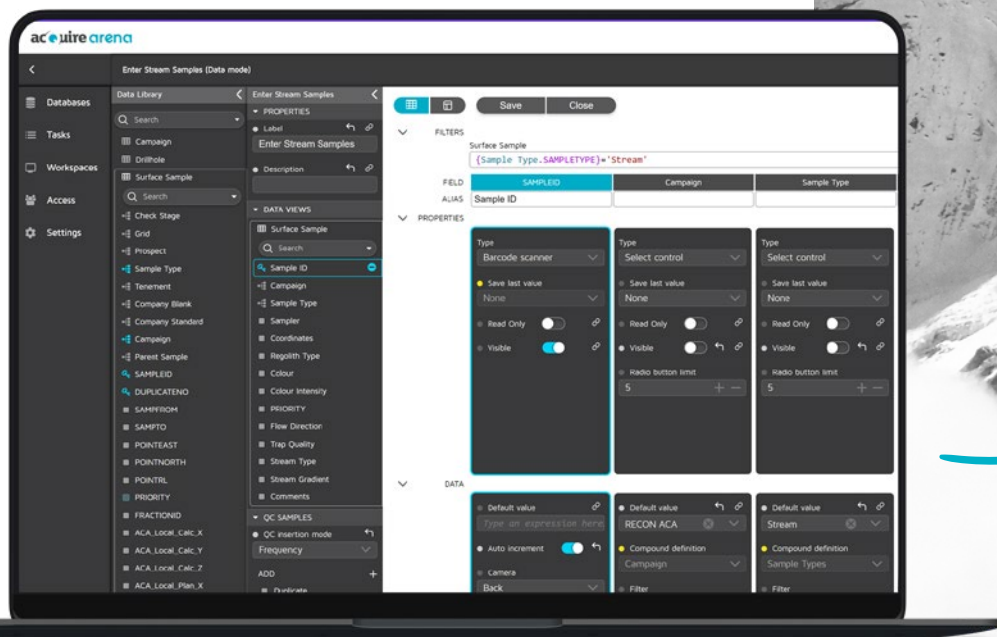 acQuire arena
Enter Stream Samples (Data mode)
Databases
Tasks
Workspaces
Access
Settings
Data Library
Search
Campaign
Drillhole
Surface Sample
Search
Check Stage
Grid
Prospect
Sample Type
Tenement
Company Blank
Company Standard
Campaign
Parent Sample
SAMPLEID
DUPLICATENO
SAMPFROM
SAMPTO
POINTEAST
POINTNORTH
POINTRL
PRIORITY
FRACTIONID
ACA_Local_Calc_X
ACA_Local_Calc_Y
ACA_Local_Calc_Z
ACA_Local_Plan_X
Enter Stream Samples
PROPERTIES
Label
Enter Stream Samples
Description
DATA VIEWS
Surface Sample
Search
Sample ID
Campaign
Sample Type
Sampler
Coordinates
Regolith Type
Colour
Colour Intensity
PRIORITY
Flow Direction
Trap Quality
Stream Type
Stream Gradient
Comments
QC SAMPLES
QC insertion mode
Frequency
ADD
Duplicate
Save Close
FILTERS
Surface Sample
{Sample Type.SAMPLETYPE}='Stream'
FIELD SAMPLEID Campaign Sample Type
ALIAS Sample ID
PROPERTIES
Type
Barcode scanner
Save last value
None
Read Only
Visible
Type
Select control
Save last value
None
Read Only
Visible
Radio button limit
5
Type
Select control
Save last value
None
Read Only
Visible
Radio button limit
5
DATA
Default value
Type an expression here
Auto increment
Camera
Back
Default value
RECON ACA
Compound definition
Campaign
Filter
Default value
Stream
Compound definition
Sample Types
Filter